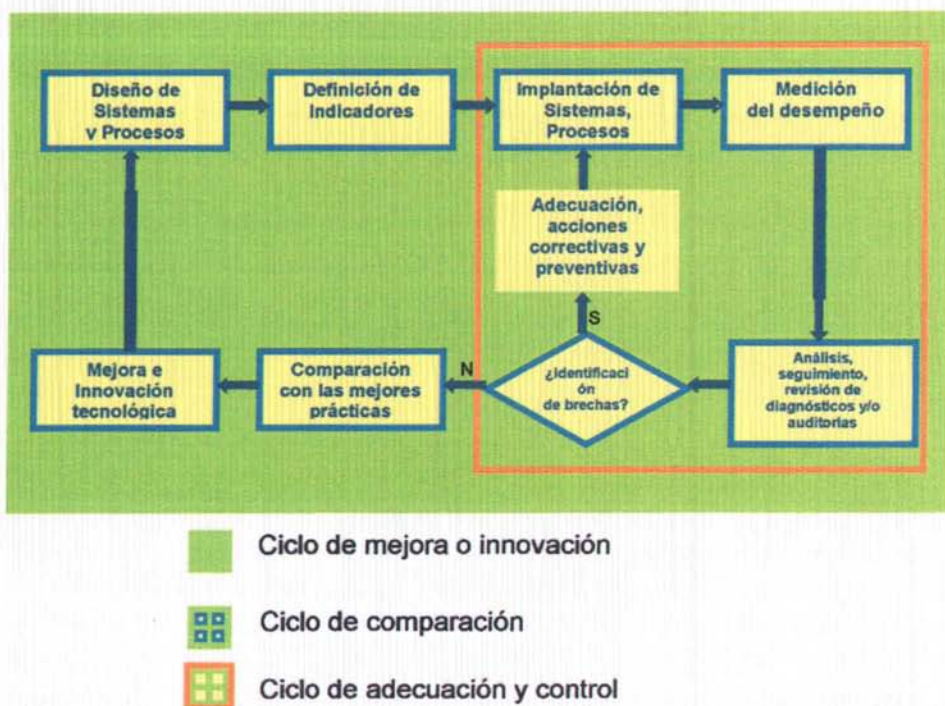 Diseño de
Sistemas
v Procesos
Definición de
Indicadores
Implantación de
Sistemas,
Procesos
Medición
del desempeño
Adecuación,
acciones
correctivas y
preventivas
S
Mejora e
Innovación
tecnológica
Comparación
con las mejores
prácticas
N
¿Identificaci
ón
de brechas?
Análisis,
seguimiento,
revisión de
diagnósticos y/o
auditorias
Ciclo de mejora o innovación
Ciclo de comparación
Ciclo de adecuación y control